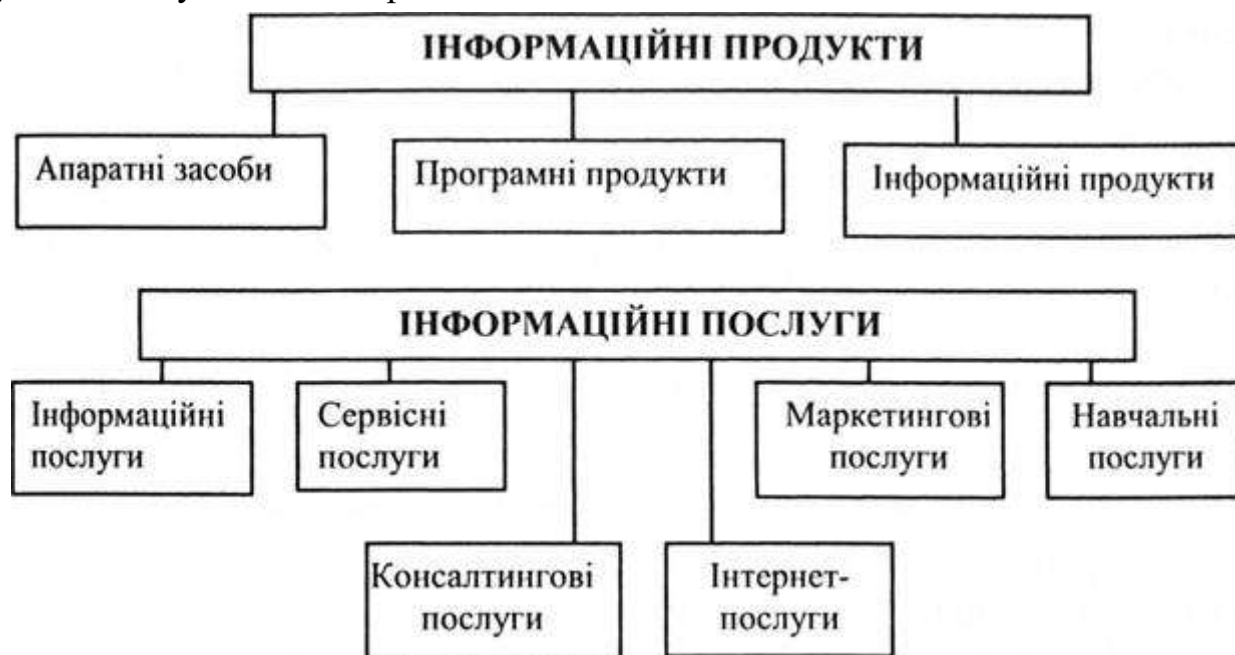 ІНФОРМАЦІЙНІ ПРОДУКТИ
Апаратні засоби
Програмні продукти
Інформаційні продукти
ІНФОРМАЦІЙНІ ПОСЛУГИ
Інформаційні
послуги
Сервісні
послуги
Маркетингові
послуги
Навчальні
послуги
Консалтингові
послуги
Інтернет-
послуги